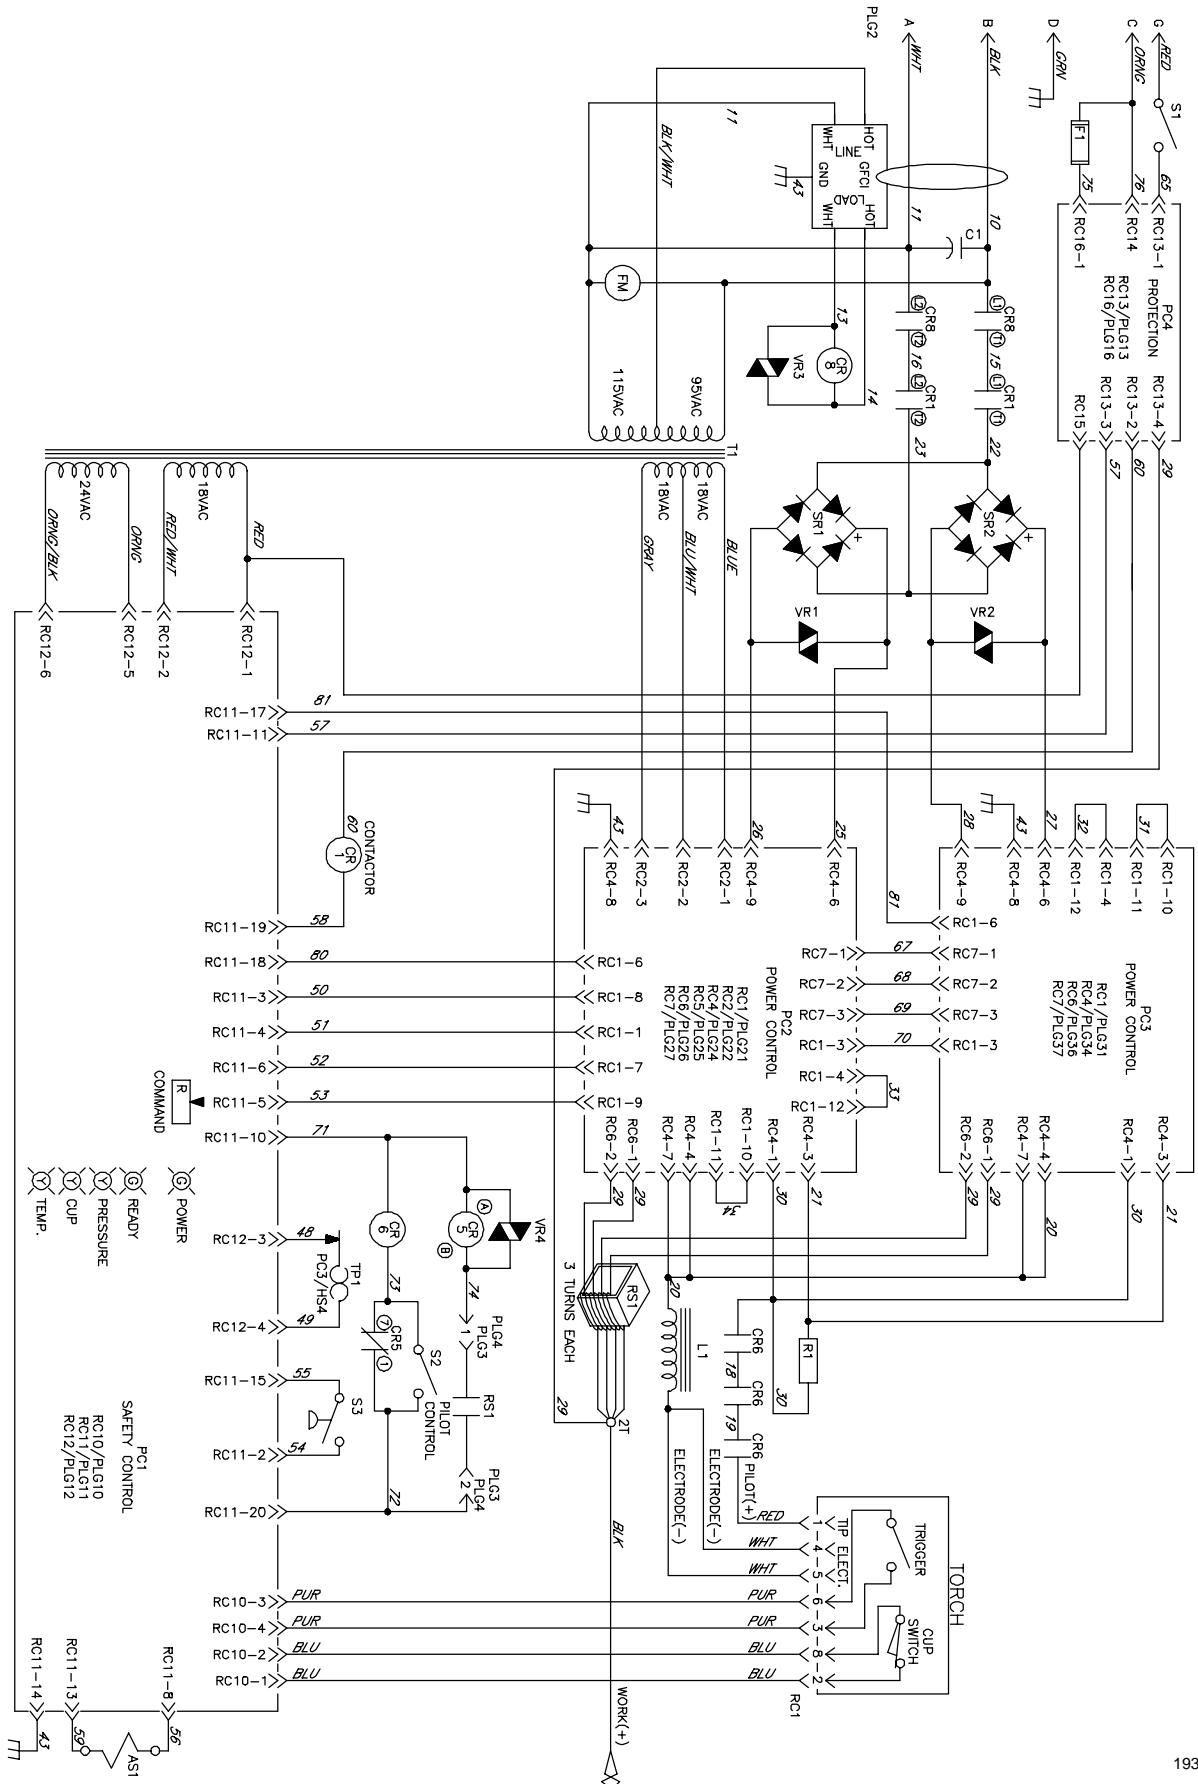 G
RED
S1
65
RC13-1
C
ORNG
76
RC14
F1
75
RC16-1
D
GRN
B
BLK
10
A
WHT
11
PLG2
PC4
PROTECTION
RC13/PLG13
RC16/PLG16
RC13-4
29
RC13-2
60
RC13-3
57
RC15
HOT
WHT
LINE
GFCI
GND
LOAD
HOT
WHT
43
11
BLK/WHT
C1
FM
L1
CR8
T1
15
L1
CR1
T1
22
L2
CR8
T2
16
L2
CR1
T2
23
13
CR
8
14
VR3
115VAC
95VAC
T1
SR1
+
SR2
+
VR1
VR2
18VAC
18VAC
BLUE
BLU/WHT
GRAY
18VAC
RED
RED/WHT
24VAC
ORNG
ORNG/BLK
RC12-1
RC12-2
RC12-5
RC12-6
RC11-17
81
RC11-11
57
60
CR
1
CONTACTOR
RC11-19
58
RC11-18
80
RC1-6
RC11-3
50
RC1-8
RC11-4
51
RC1-1
RC11-6
52
RC1-7
RC11-5
53
RC1-9
R
COMMAND
RC11-10
71
43
RC4-8
RC2-3
RC2-2
RC2-1
26
RC4-9
25
RC4-6
81
28
RC4-9
43
RC4-8
27
RC4-6
32
RC1-12
RC1-4
31
RC1-11
RC1-10
RC1-6
RC7-1
67
RC7-1
RC7-2
68
RC7-2
RC7-3
69
RC7-3
RC1-3
70
RC1-3
RC1-4
33
RC1-12
PC2
POWER CONTROL
RC1/PLG21
RC2/PLG22
RC4/PLG24
RC5/PLG25
RC6/PLG26
RC7/PLG27
PC3
POWER CONTROL
RC1/PLG31
RC4/PLG34
RC6/PLG36
RC7/PLG37
RC6-2
29
RC6-1
29
RC4-7
RC4-4
RC1-11
RC1-10
34
RC4-1
30
RC4-3
21
RC6-2
29
RC6-1
29
RC4-7
RC4-4
20
RC4-1
30
RC4-3
21
G
POWER
G
READY
Y
PRESSURE
Y
CUP
Y
TEMP.
RC12-3
48
TP1
PC3/HS4
49
RC12-4
CR
6
73
7
CR5
1
S2
PILOT
CONTROL
A
CR
5
B
VR4
74
PLG4
1
PLG3
RS1
PLG3
2
PLG4
72
RC11-15
55
S3
54
RC11-2
RC11-20
RS1
3 TURNS EACH
20
L1
CR6
18
CR6
19
CR6
PILOT(+)
R1
30
29
2T
ELECTRODE(-)
ELECTRODE(-)
BLK
WORK(+)
PC1
SAFETY CONTROL
RC10/PLG10
RC11/PLG11
RC12/PLG12
RED
1
TIP
WHT
4
ELECT.
WHT
5
PUR
6
PUR
3
BLU
8
BLU
2
RC1
TORCH
TRIGGER
CUP
SWITCH
RC10-3
PUR
RC10-4
PUR
RC10-2
BLU
RC10-1
BLU
RC11-14
43
RC11-13
59
RC11-8
56
AS1